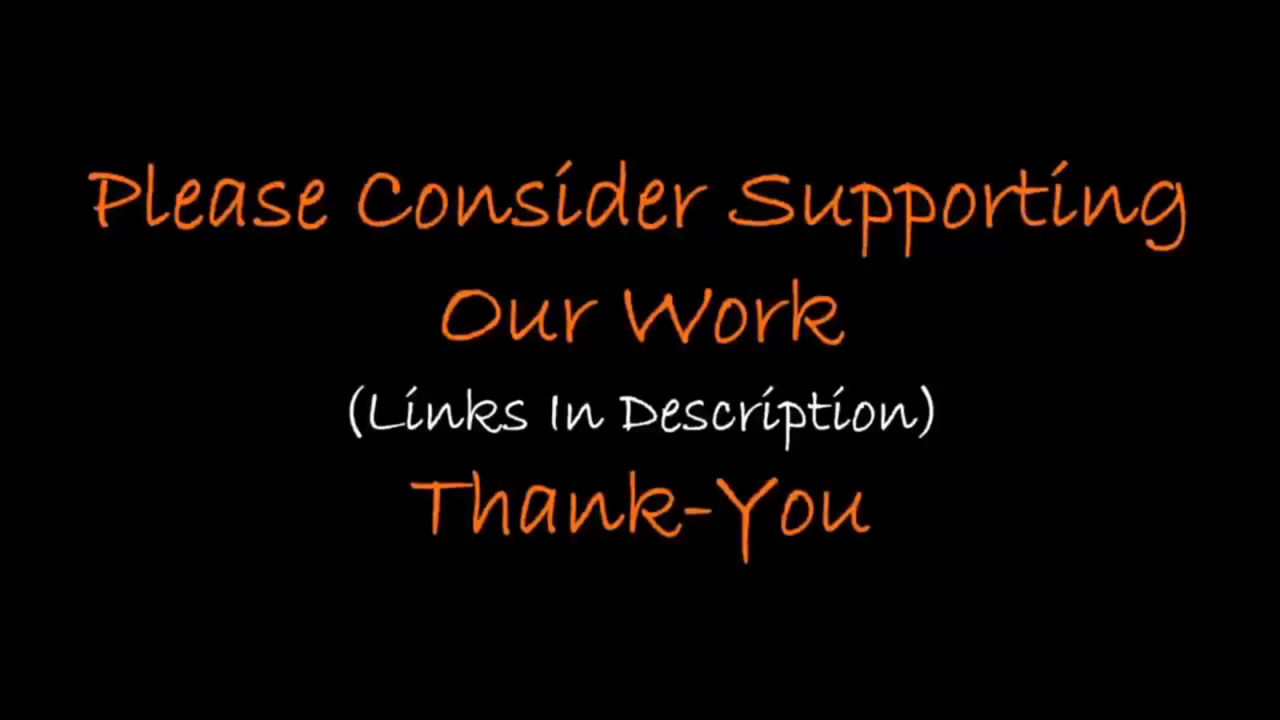 Please Consider Supporting
Our Work
(Links In Description)
Thank-You